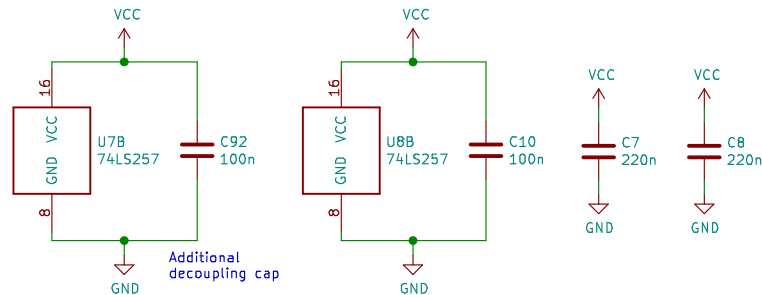 VCC
16
VCC
GND
8
U7B
74LS257
C92
100n
GND
Additional
decoupling cap
VCC
16
VCC
GND
8
U8B
74LS257
C10
100n
GND
VCC
C7
220n
GND
VCC
C8
220n
GND